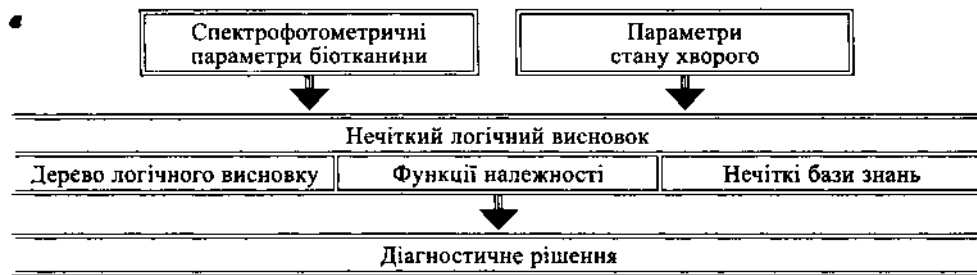 Спектрофотометричні
параметри біотканини
Параметри
стану хворого
Нечіткий логічний висновок
Дерево логічного висновку
Функції належності
Нечіткі бази знань
Діагностичне рішення